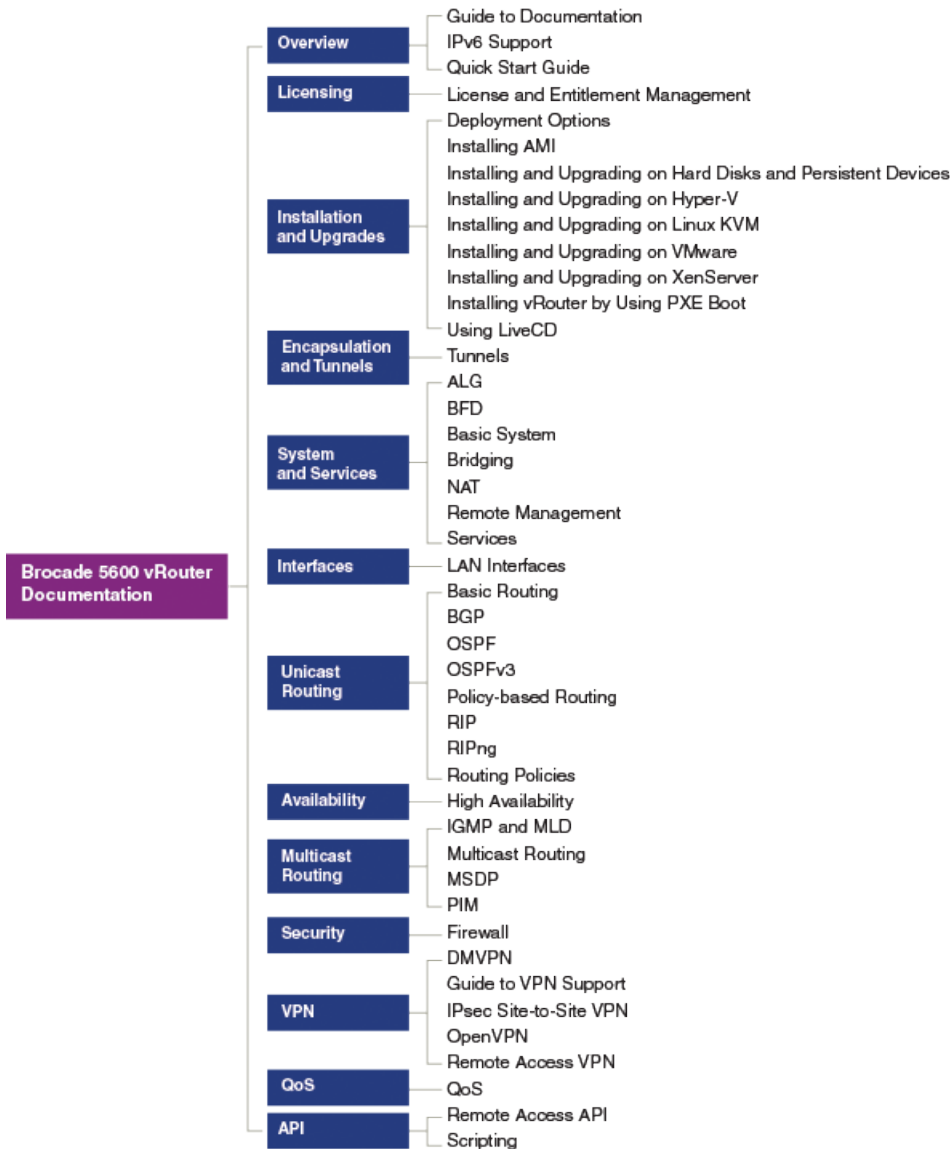 Brocade 5600 vRouter
Documentation
Overview
Guide to Documentation
IPv6 Support
Quick Start Guide
Licensing
License and Entitlement Management
Installation
and Upgrades
Deployment Options
Installing AMI
Installing and Upgrading on Hard Disks and Persistent Devices
Installing and Upgrading on Hyper-V
Installing and Upgrading on Linux KVM
Installing and Upgrading on VMware
Installing and Upgrading on XenServer
Installing vRouter by Using PXE Boot
Using LiveCD
Encapsulation
and Tunnels
Tunnels
System
and Services
ALG
BFD
Basic System
Bridging
NAT
Remote Management
Services
Interfaces
LAN Interfaces
Unicast
Routing
Basic Routing
BGP
OSPF
OSPFv3
Policy-based Routing
RIP
RIPng
Routing Policies
Availability
High Availability
Multicast
Routing
IGMP and MLD
Multicast Routing
MSDP
PIM
Security
Firewall
VPN
DMVPN
Guide to VPN Support
IPsec Site-to-Site VPN
OpenVPN
Remote Access VPN
QoS
QoS
API
Remote Access API
Scripting